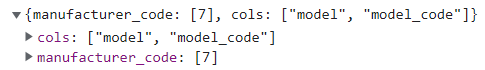 ▼{manufacturer_code: [7], cols: ["model", "model_code"]}
▶ cols: ["model", "model_code"]
▶ manufacturer_code: [7]